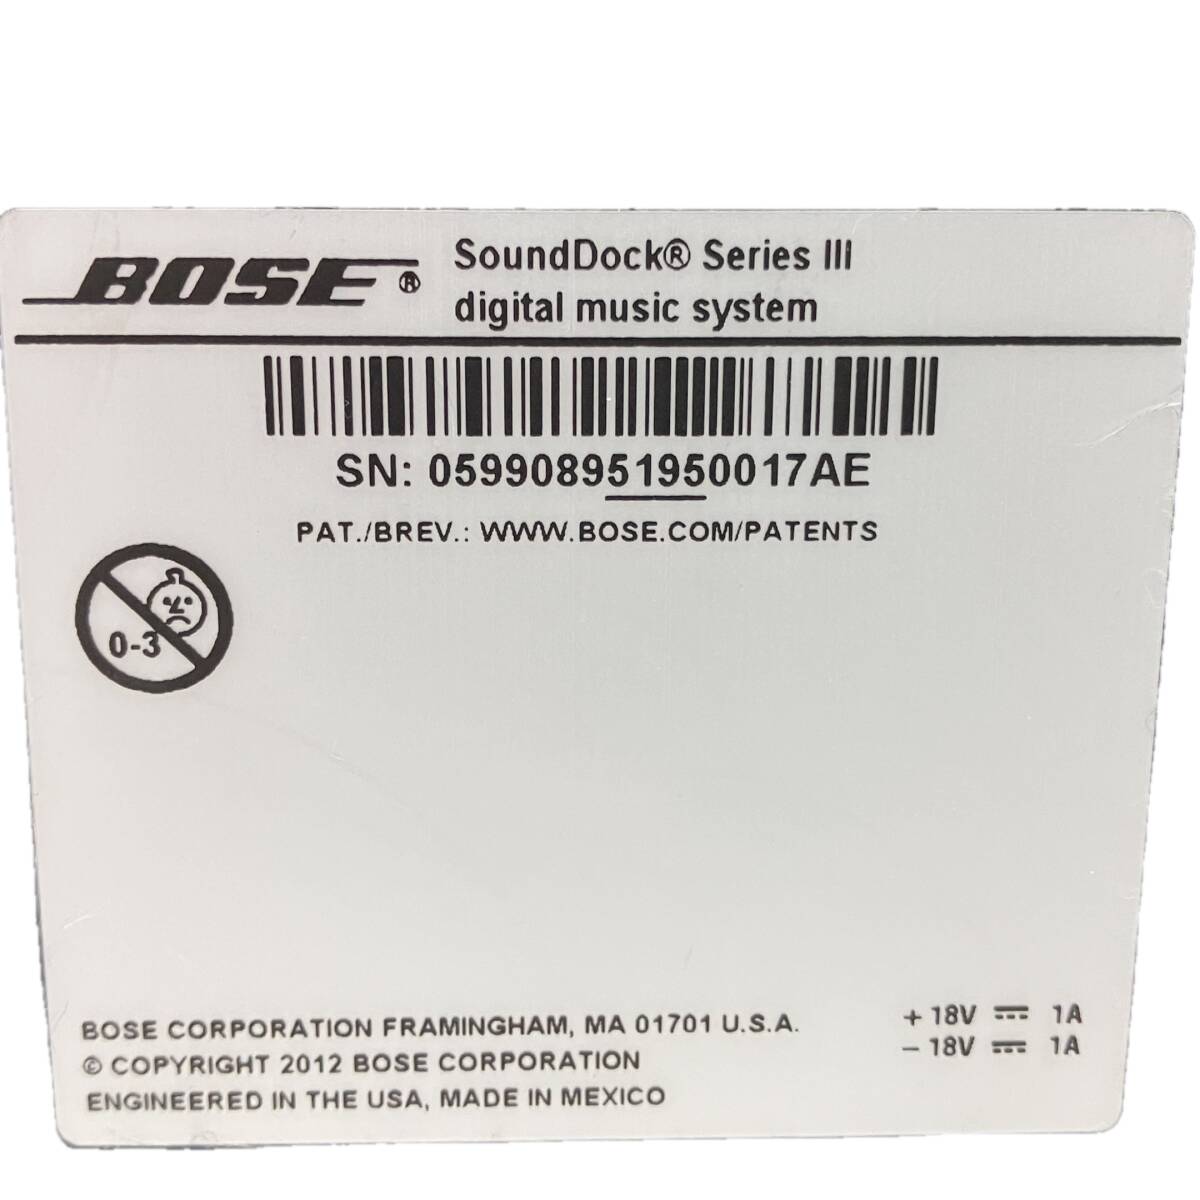 BOSE®
SoundDock® Series III
digital music system
SN: 059908951950017AE
PAT./BREV.: WWW.BOSE.COM/PATENTS
0-3
BOSE CORPORATION FRAMINGHAM, MA 01701 U.S.A.
© COPYRIGHT 2012 BOSE CORPORATION
ENGINEERED IN THE USA, MADE IN MEXICO
+ 18V ⎓ 1A
− 18V ⎓ 1A